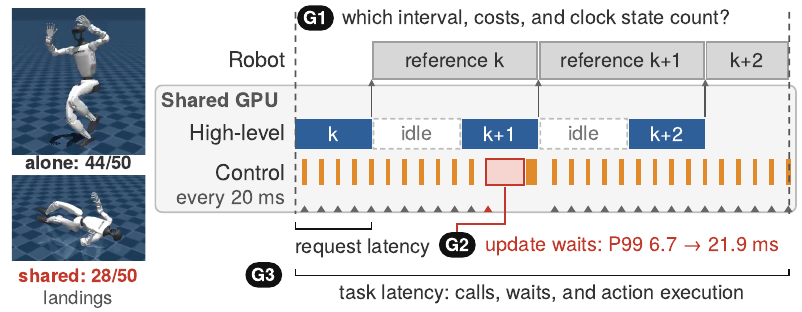 G1 which interval, costs, and clock state count?
Robot
reference k
reference k+1
k+2
Shared GPU
High-level
k
idle
k+1
idle
k+2
Control
every 20 ms
alone: 44/50
shared: 28/50
landings
request latency
G2 update waits: P99 6.7 → 21.9 ms
G3
task latency: calls, waits, and action execution